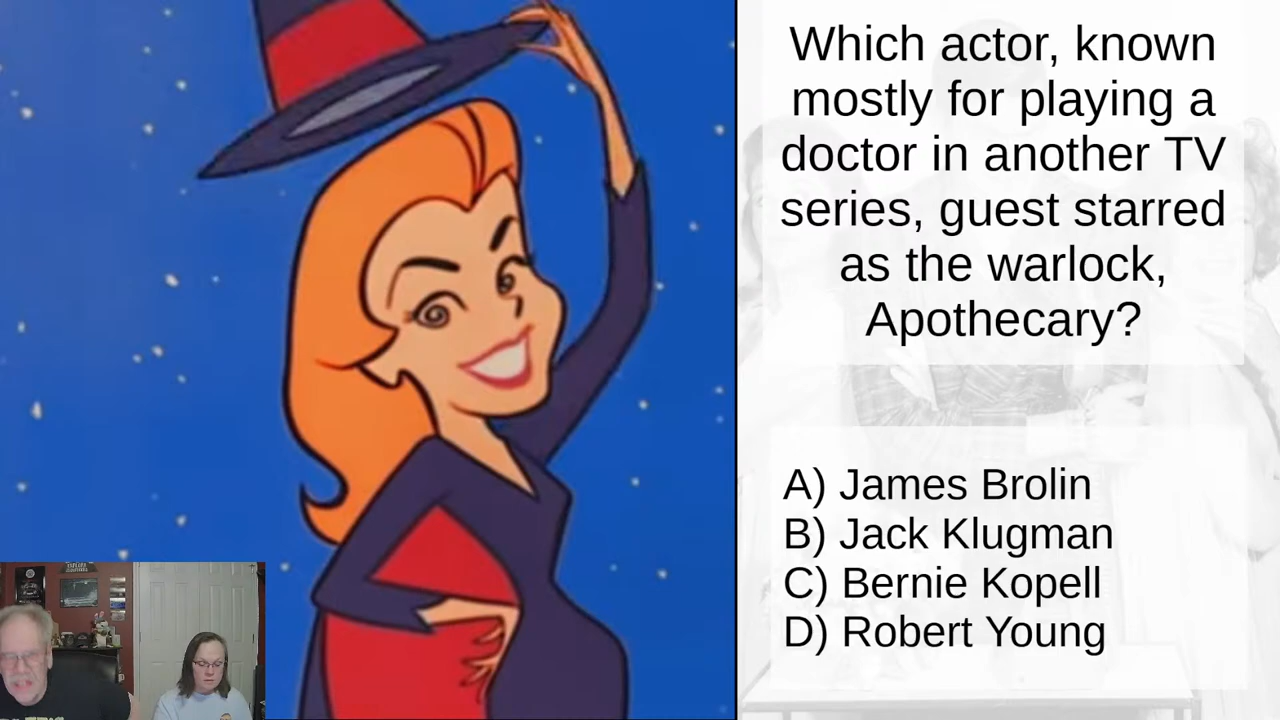 Which actor, known
mostly for playing a
doctor in another TV
series, guest starred
as the warlock,
Apothecary?
A) James Brolin
B) Jack Klugman
C) Bernie Kopell
D) Robert Young